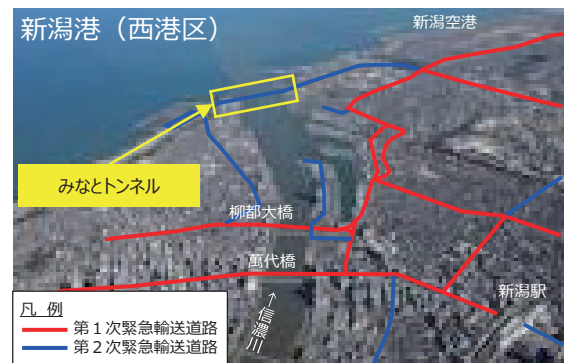 新潟港（西港区）
新潟空港
みなとトンネル
柳都大橋
萬代橋
新潟駅
↑信濃川
凡 例
第１次緊急輸送道路
第２次緊急輸送道路